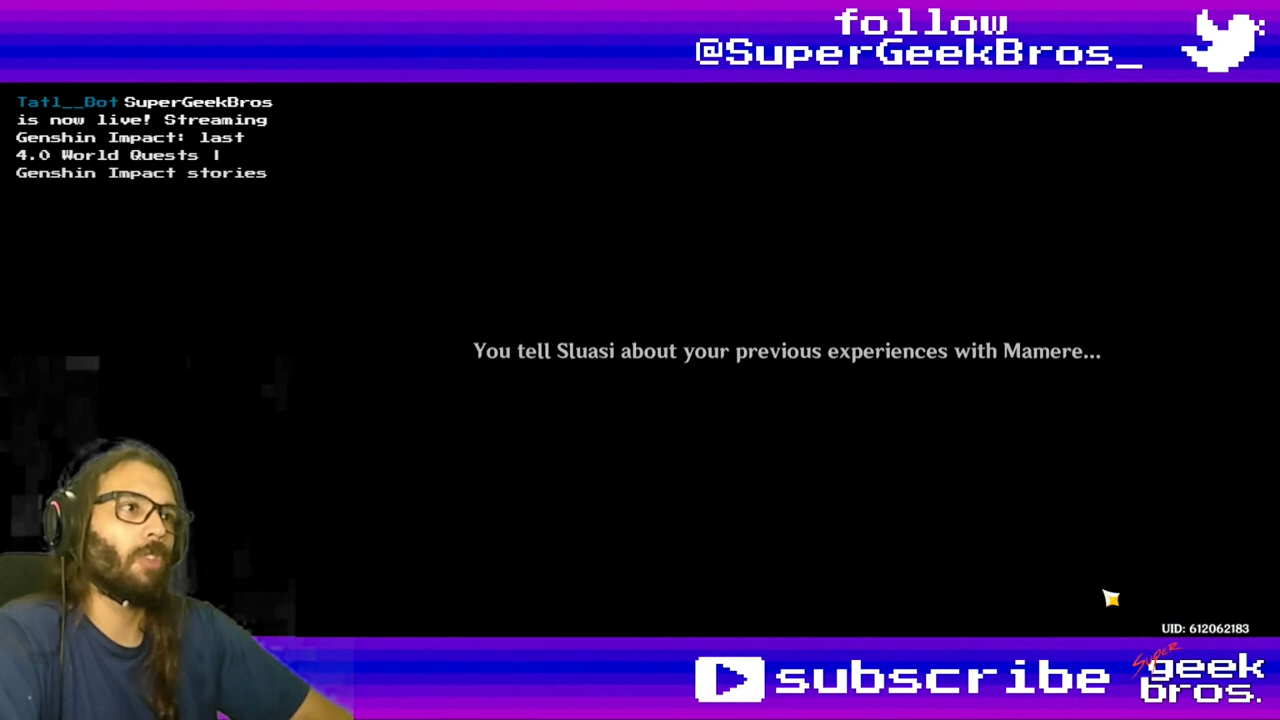 follow
@SuperGeekBros_
Tatl__Bot SuperGeekBros
is now live! Streaming
Genshin Impact: last
4.0 World Quests |
Genshin Impact stories
You tell Sluasi about your previous experiences with Mamere...
UID: 612062183
subscribe
SUPER
geek
bros.